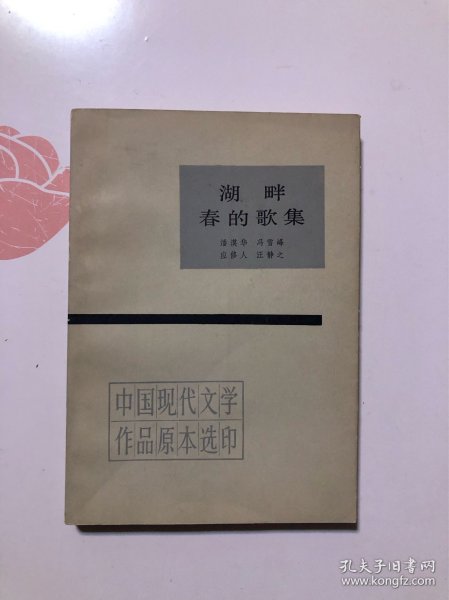 湖畔
春的歌集
潘漠华 冯雪峰
应修人 汪静之
中国现代文学
作品原本选印
孔夫子旧书网
www.kongfz.com